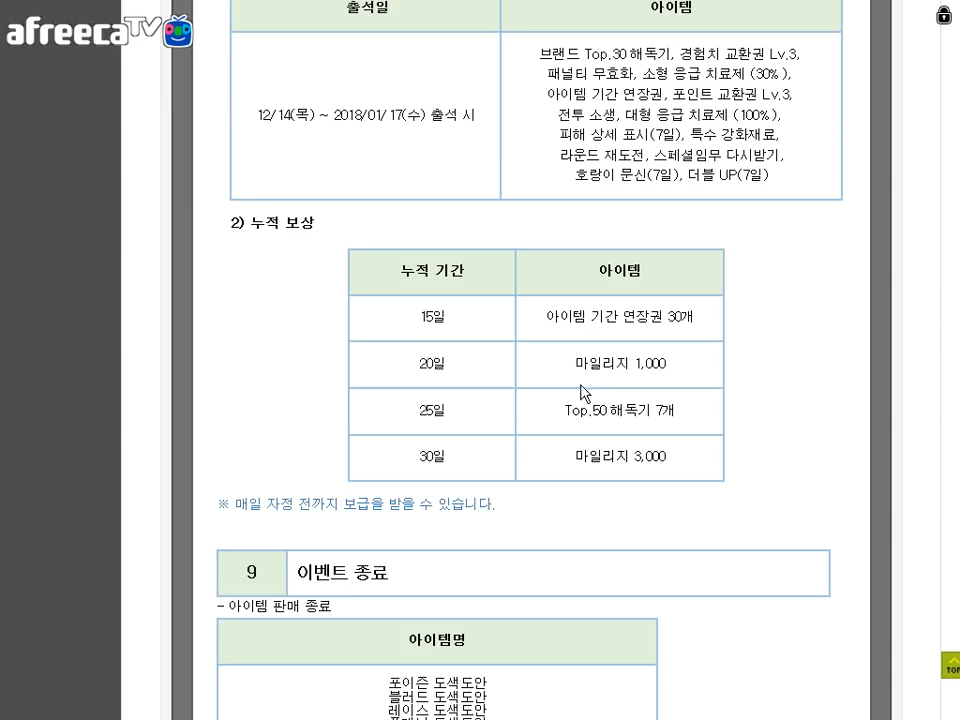 afreecaTV
출석일 아이템
브랜드 Top.30 해독기, 경험치 교환권 Lv.3,
패널티 무효화, 소형 응급 치료제 (30%),
아이템 기간 연장권, 포인트 교환권 Lv.3,
12/14(목) ~ 2018/01/17(수) 출석 시 전투 소생, 대형 응급 치료제 (100%),
피해 상세 표시(7일), 특수 강화재료,
라운드 재도전, 스페셜임무 다시받기,
호랑이 문신(7일), 더블 UP(7일)
2) 누적 보상
누적 기간 아이템
15일 아이템 기간 연장권 30개
20일 마일리지 1,000
25일 Top.50 해독기 7개
30일 마일리지 3,000
※ 매일 자정 전까지 보급을 받을 수 있습니다.
9 이벤트 종료
- 아이템 판매 종료
아이템명
포이즌 도색도안
블러드 도색도안
레이스 도색도안
TOP